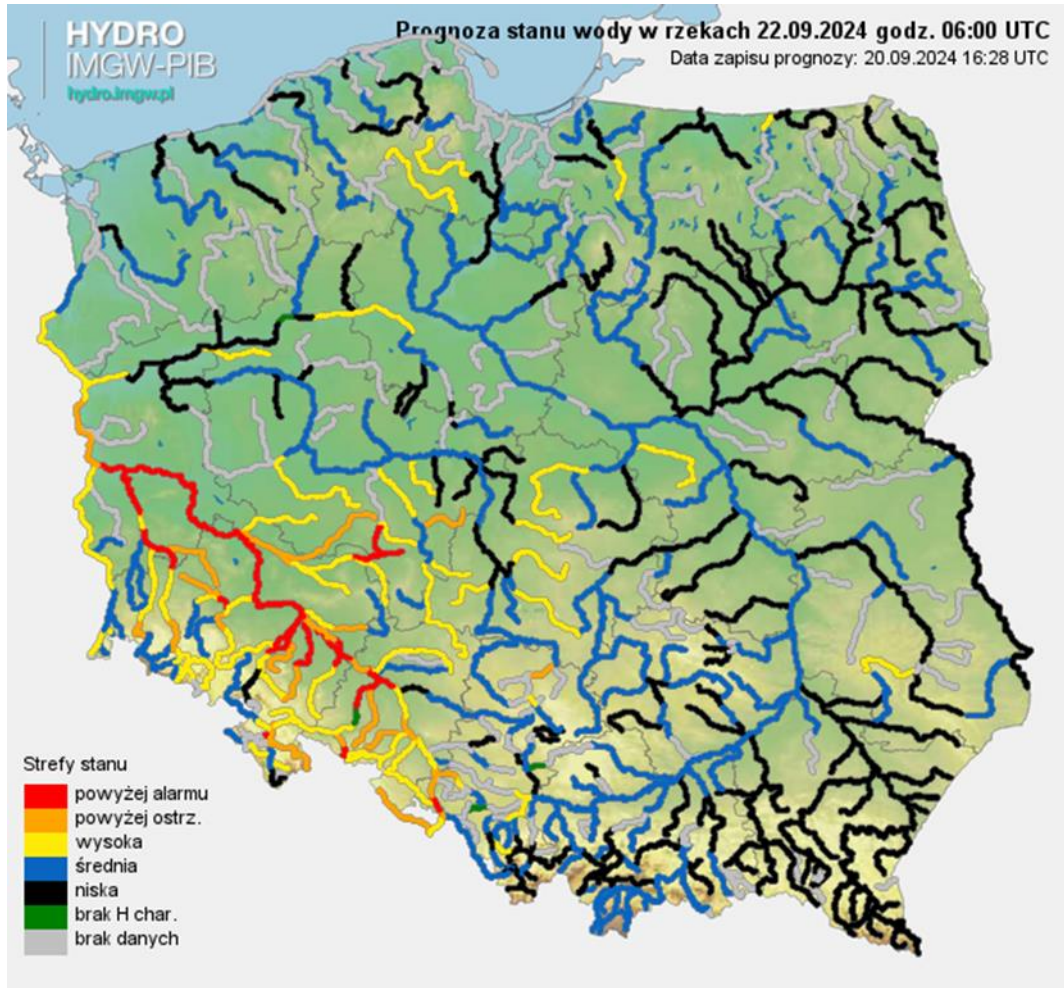 HYDRO
IMGW-PIB
hydro.imgw.pl
Prognoza stanu wody w rzekach 22.09.2024 godz. 06:00 UTC
Data zapisu prognozy: 20.09.2024 16:28 UTC
Strefy stanu
powyżej alarmu
powyżej ostrz.
wysoka
średnia
niska
brak H char.
brak danych